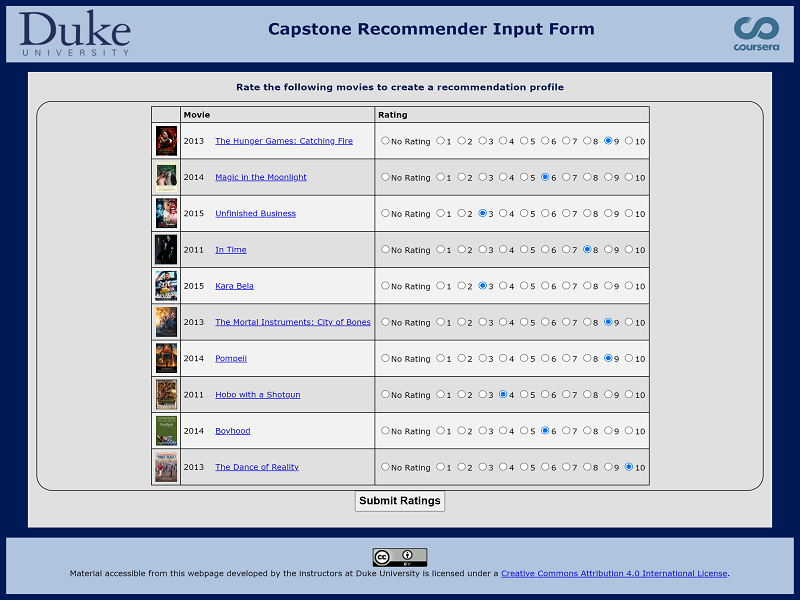 Duke
UNIVERSITY
Capstone Recommender Input Form
coursera
Rate the following movies to create a recommendation profile
Movie Rating
2013 The Hunger Games: Catching Fire No Rating 1 2 3 4 5 6 7 8 9 10
2014 Magic in the Moonlight No Rating 1 2 3 4 5 6 7 8 9 10
2015 Unfinished Business No Rating 1 2 3 4 5 6 7 8 9 10
2011 In Time No Rating 1 2 3 4 5 6 7 8 9 10
2015 Kara Bela No Rating 1 2 3 4 5 6 7 8 9 10
2013 The Mortal Instruments: City of Bones No Rating 1 2 3 4 5 6 7 8 9 10
2014 Pompeii No Rating 1 2 3 4 5 6 7 8 9 10
2011 Hobo with a Shotgun No Rating 1 2 3 4 5 6 7 8 9 10
2014 Boyhood No Rating 1 2 3 4 5 6 7 8 9 10
2013 The Dance of Reality No Rating 1 2 3 4 5 6 7 8 9 10
Submit Ratings
cc BY
Material accessible from this webpage developed by the instructors at Duke University is licensed under a Creative Commons Attribution 4.0 International License.